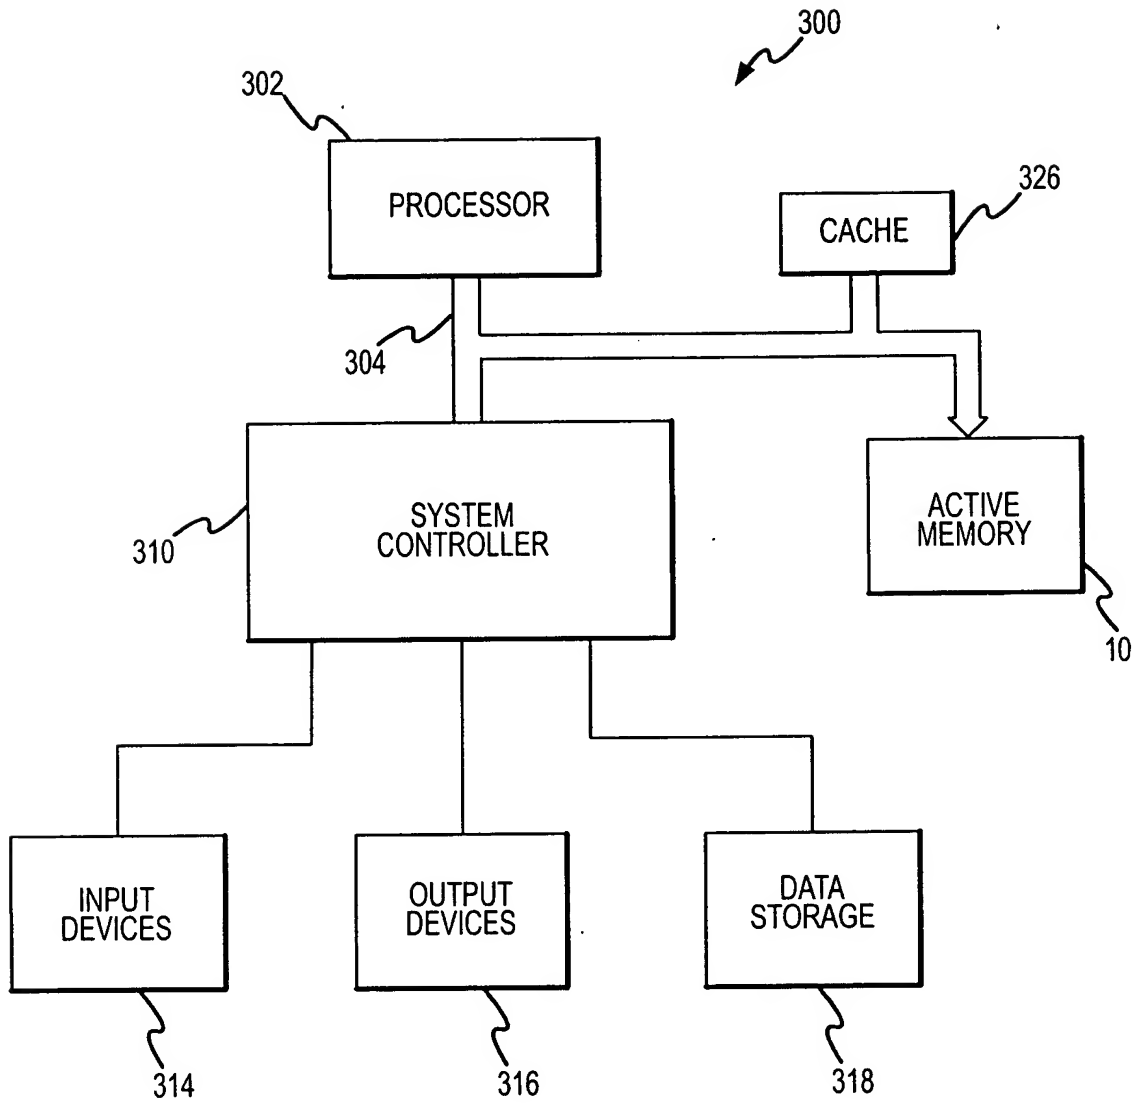 300
302
PROCESSOR
326
CACHE
304
SYSTEM
CONTROLLER
310
ACTIVE
MEMORY
10
INPUT
DEVICES
OUTPUT
DEVICES
DATA
STORAGE
314
316
318